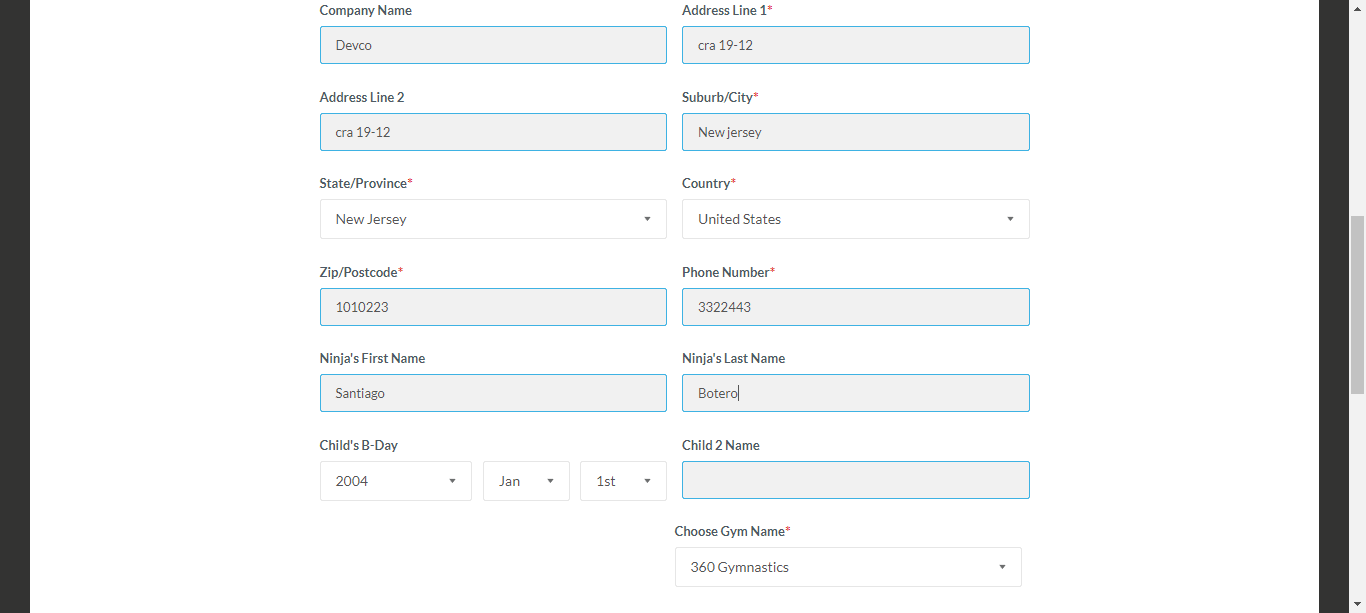 Company Name Address Line 1*
Devco cra 19-12
Address Line 2 Suburb/City*
cra 19-12 New jersey
State/Province* Country*
New Jersey United States
Zip/Postcode* Phone Number*
1010223 3322443
Ninja's First Name Ninja's Last Name
Santiago Botero
Child's B-Day Child 2 Name
2004 Jan 1st
Choose Gym Name*
360 Gymnastics